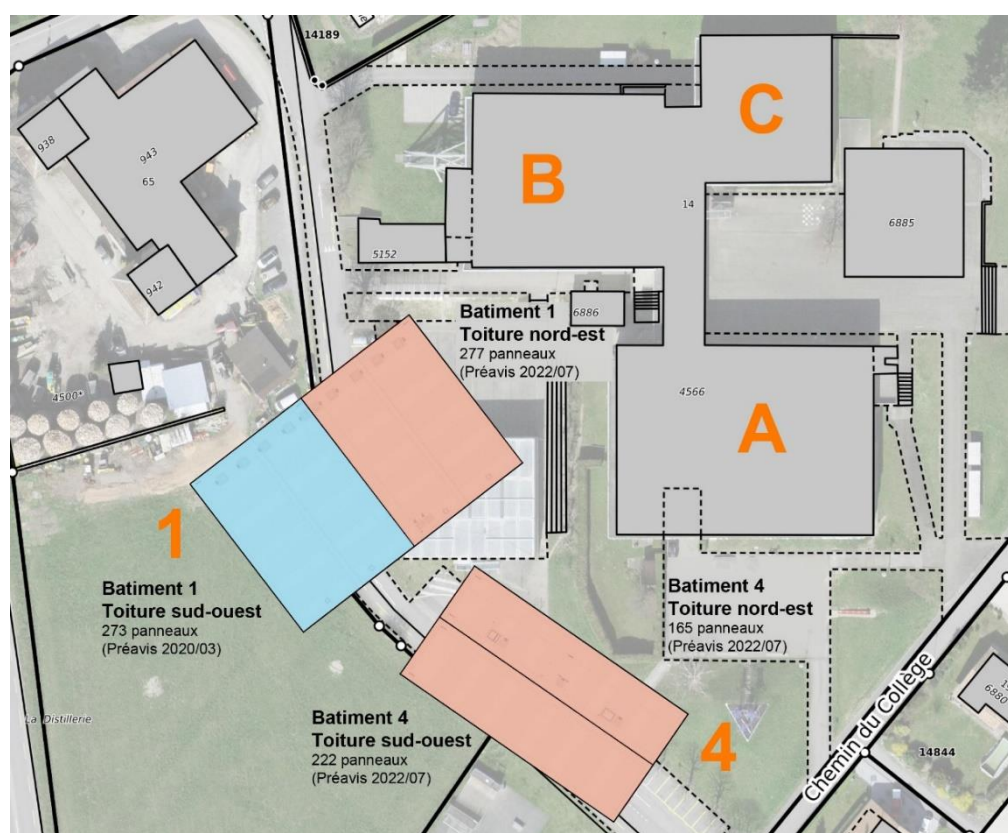 14189
C
938
943
65
B
14
6885
5152
942
6886
Batiment 1
Toiture nord-est
277 panneaux
(Préavis 2022/07)
4500*
4566
A
1
Batiment 1
Toiture sud-ouest
273 panneaux
(Préavis 2020/03)
Batiment 4
Toiture nord-est
165 panneaux
(Préavis 2022/07)
La Distillerie
Batiment 4
Toiture sud-ouest
222 panneaux
(Préavis 2022/07)
4
Chemin du Collège
6880
14844